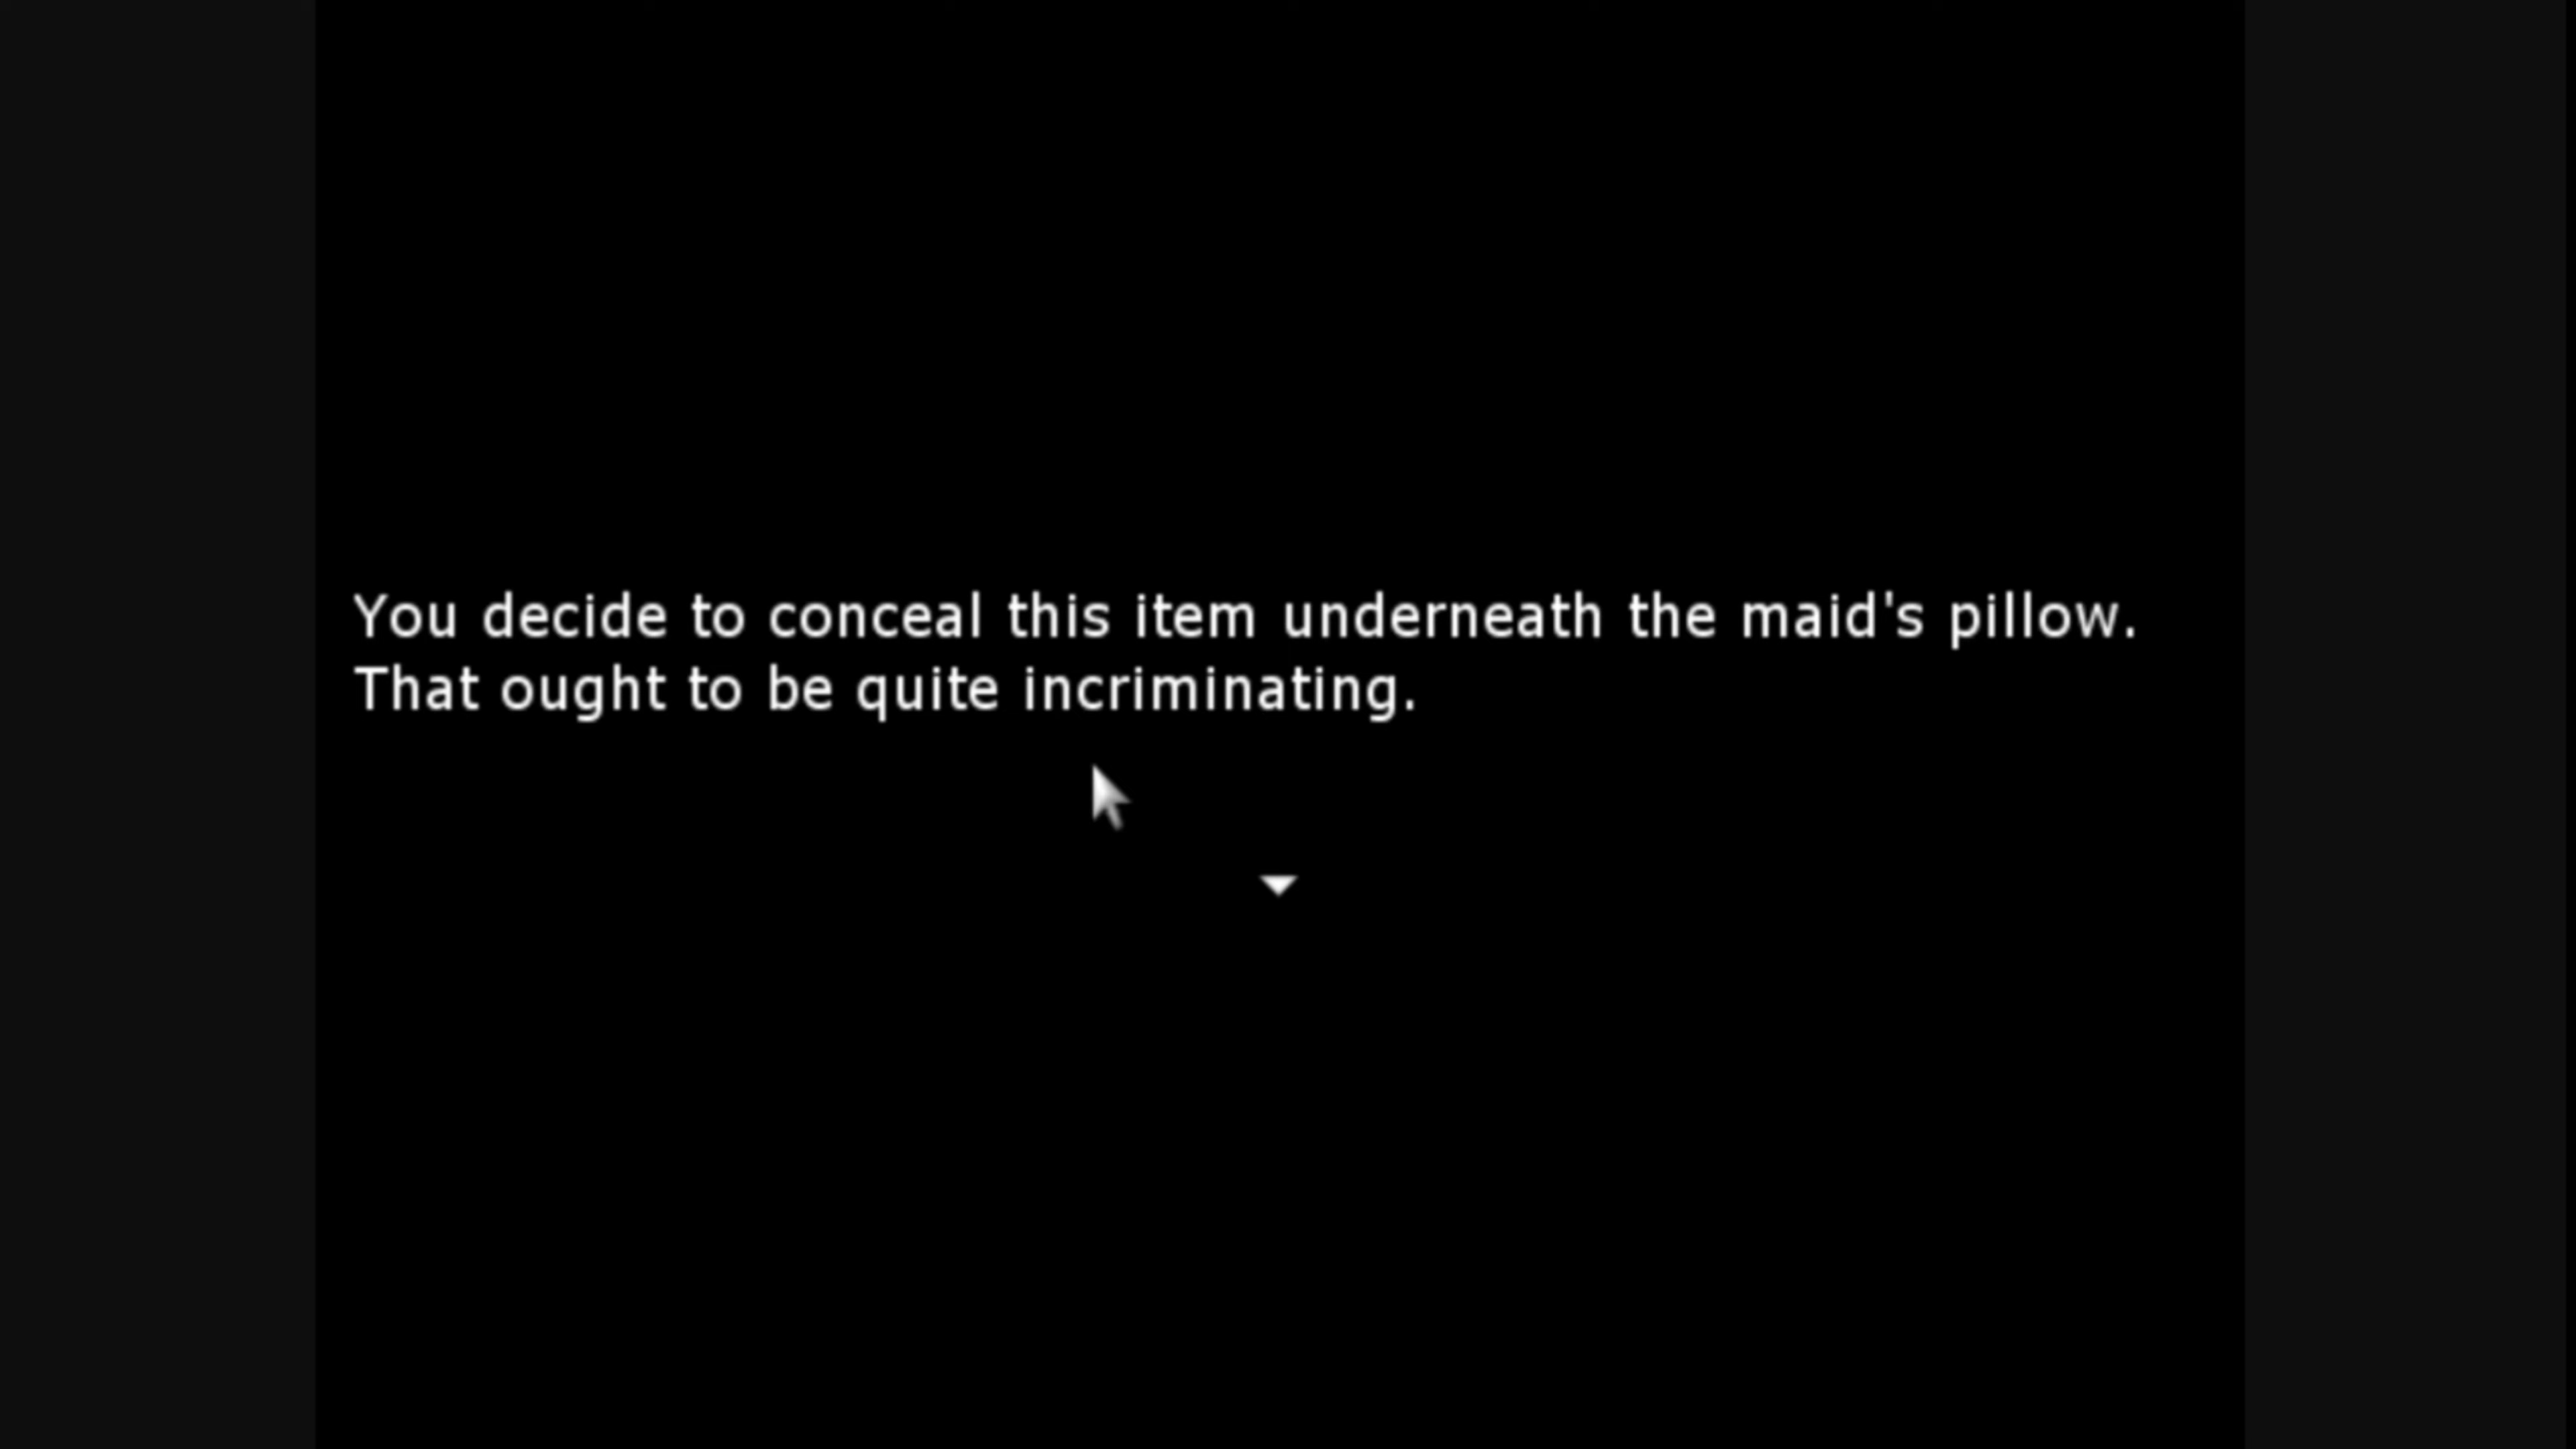 You decide to conceal this item underneath the maid's pillow.
That ought to be quite incriminating.